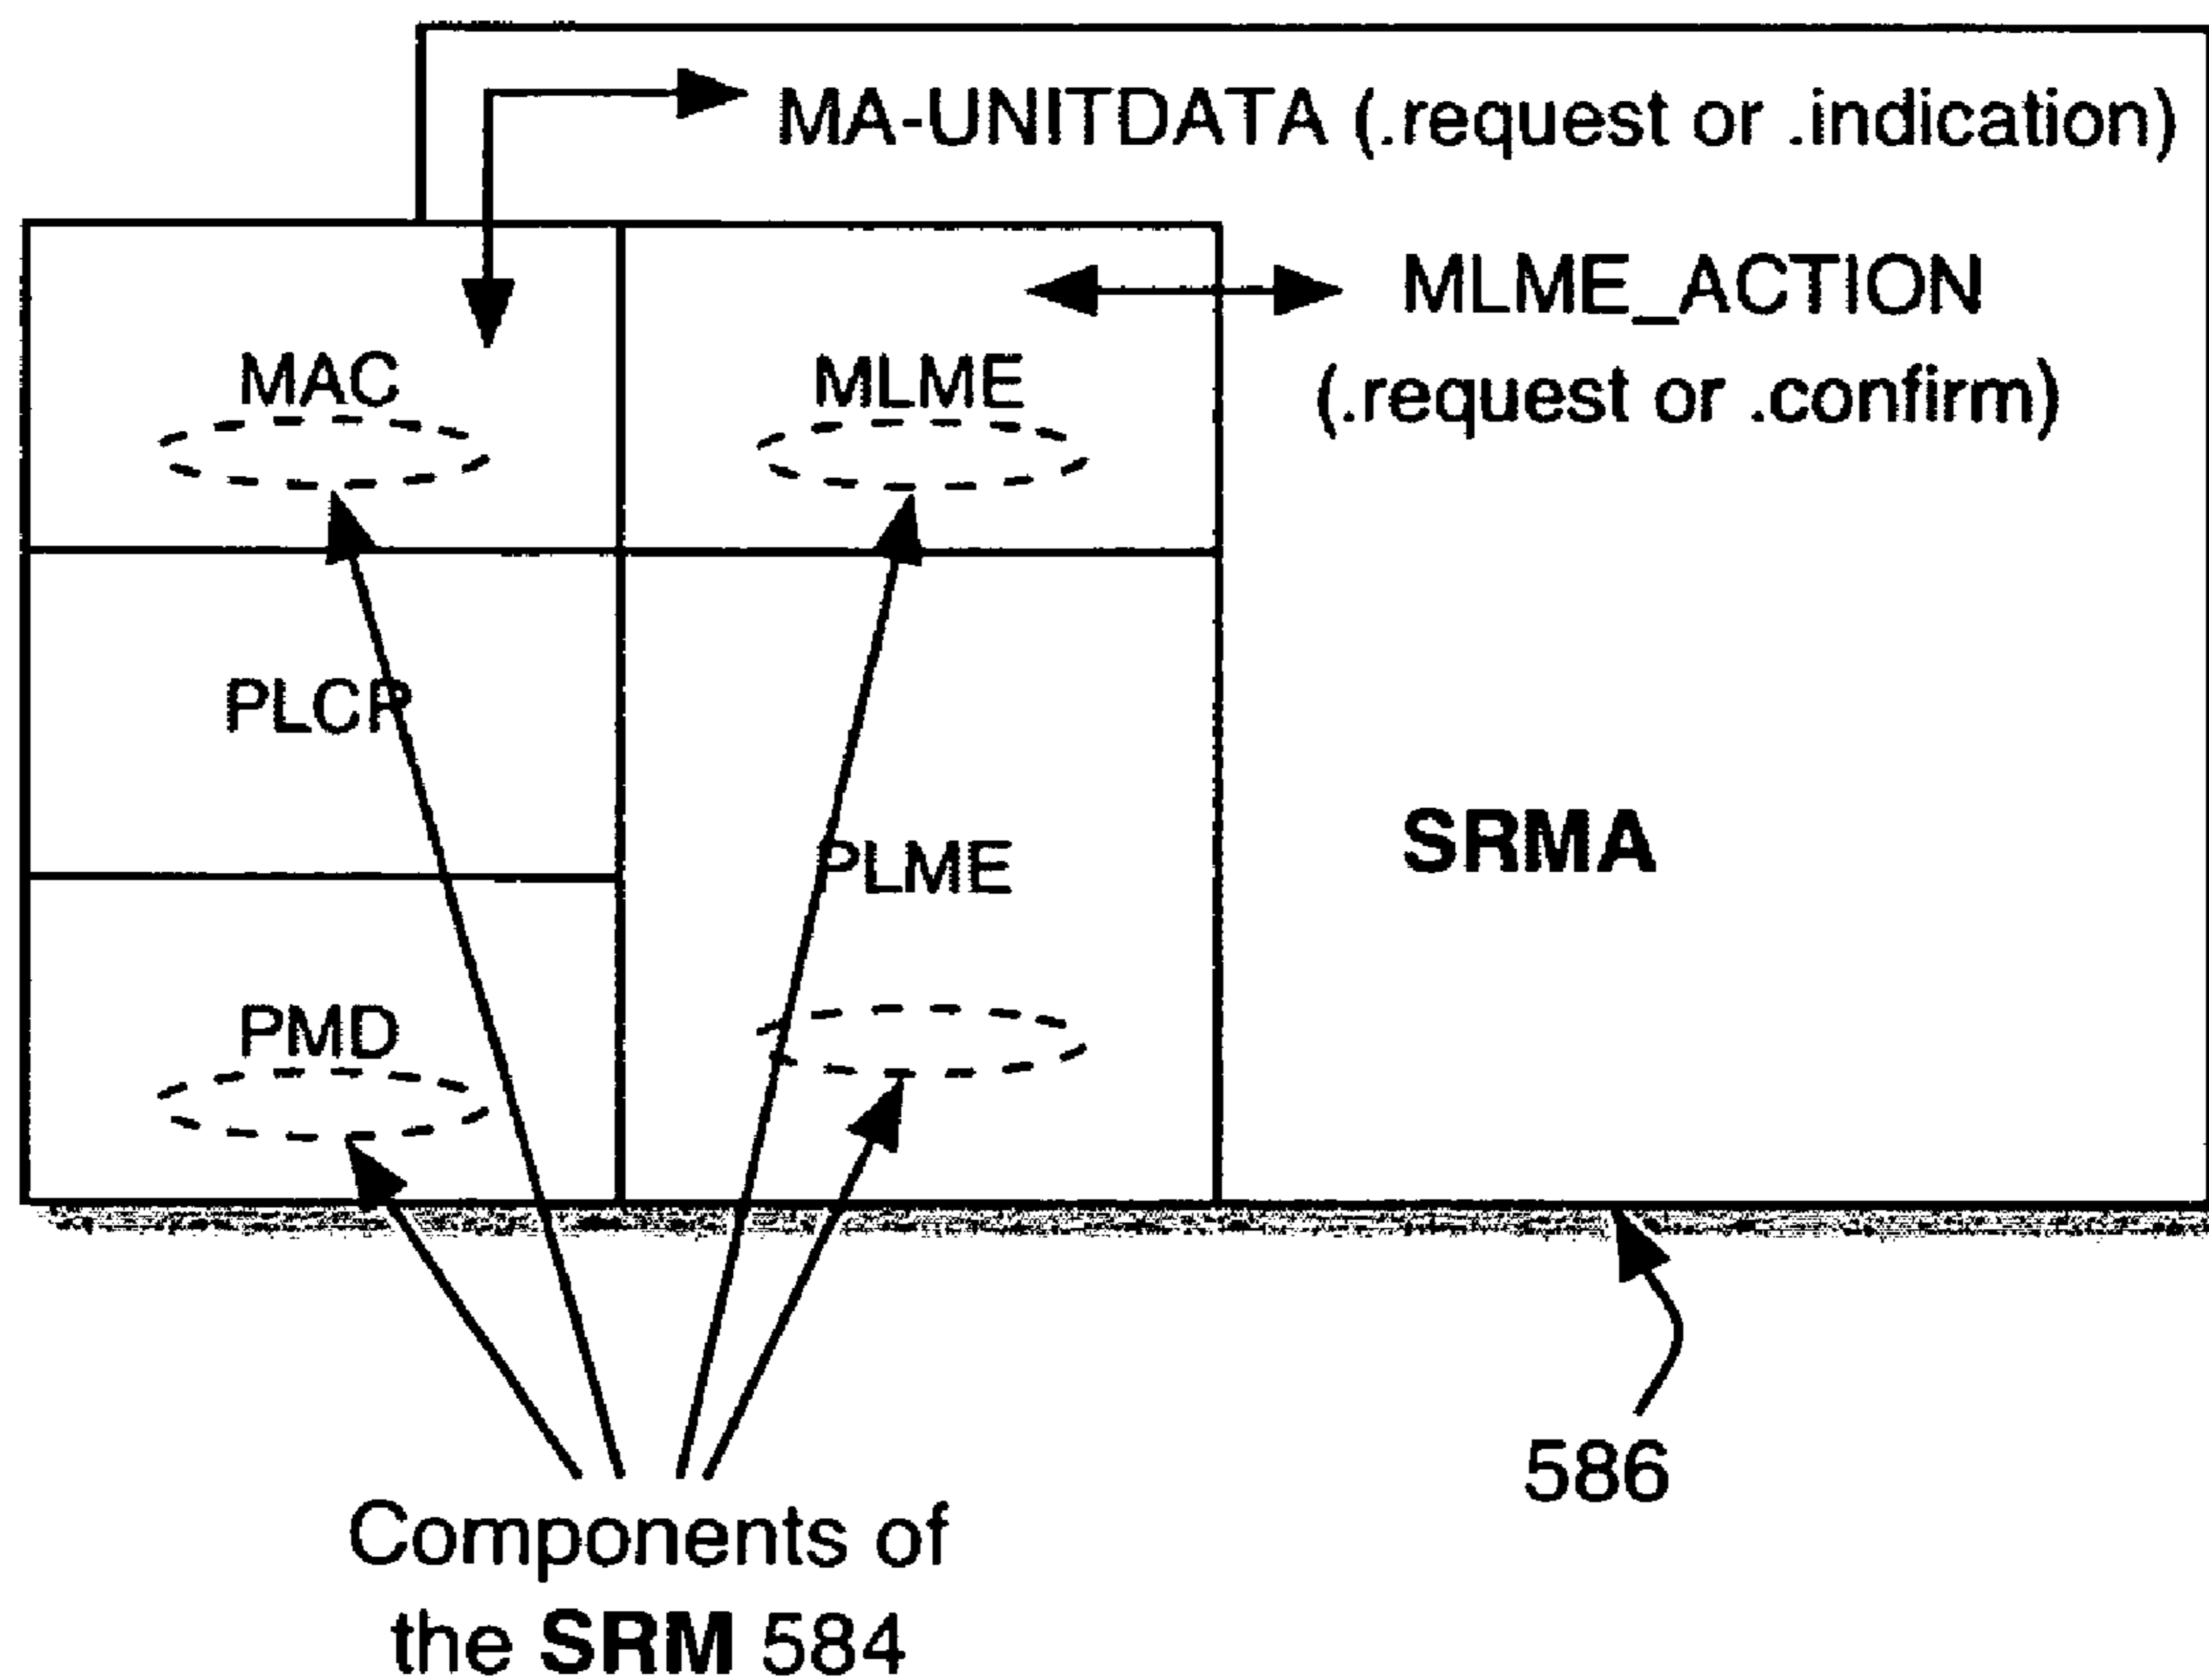 MA-UNITDATA (.request or .indication)
MLME_ACTION
(.request or .confirm)
MAC
MLME
PLCP
PLME
SRMA
PMD
586
Components of
the SRM 584